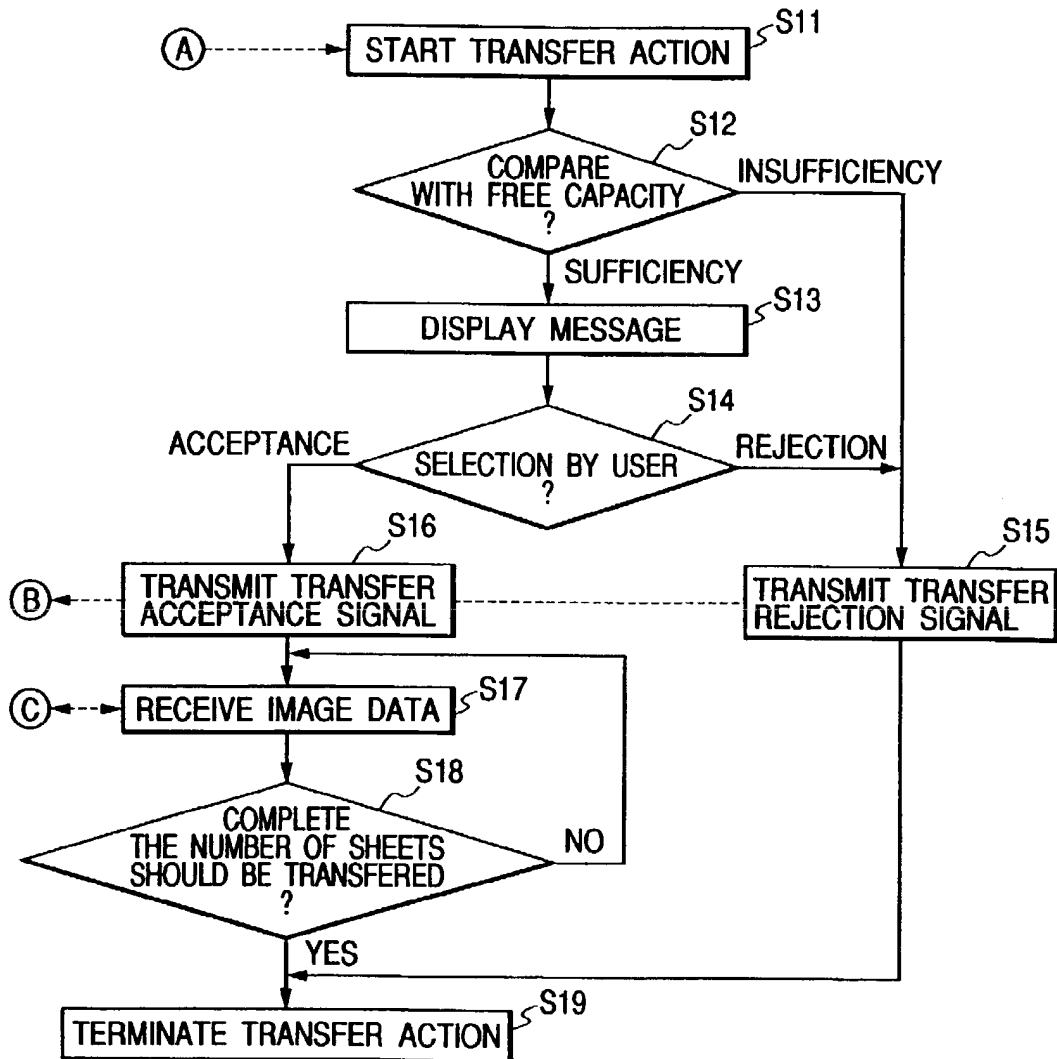 A
START TRANSFER ACTION
S11
S12
COMPARE
WITH FREE CAPACITY
?
INSUFFICIENCY
SUFFICIENCY
S13
DISPLAY MESSAGE
S14
ACCEPTANCE
SELECTION BY USER
?
REJECTION
S16
S15
B
TRANSMIT TRANSFER
ACCEPTANCE SIGNAL
TRANSMIT TRANSFER
REJECTION SIGNAL
C
RECEIVE IMAGE DATA
S17
S18
COMPLETE
THE NUMBER OF SHEETS
SHOULD BE TRANSFERED
?
NO
YES
S19
TERMINATE TRANSFER ACTION